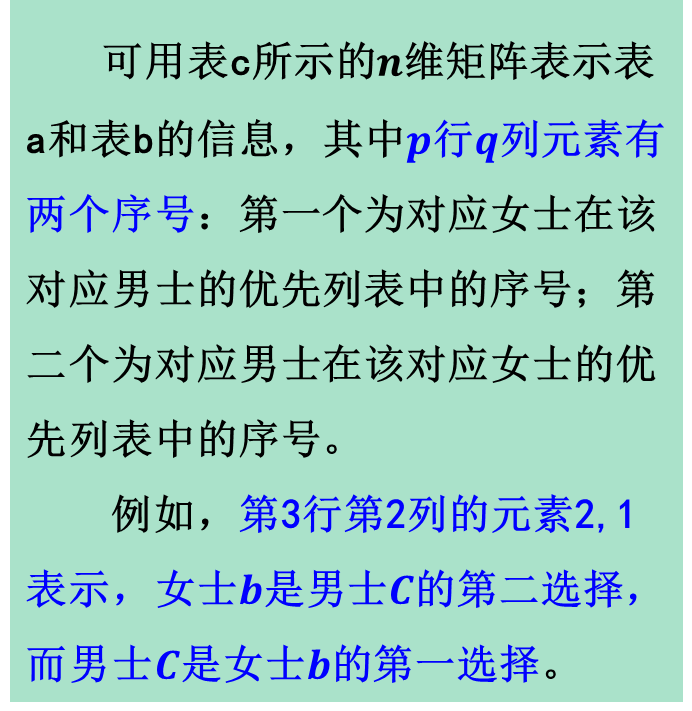 可用表c所示的n维矩阵表示表
a和表b的信息，其中p行q列元素有
两个序号：第一个为对应女士在该
对应男士的优先列表中的序号；第
二个为对应男士在该对应女士的优
先列表中的序号。
例如，第3行第2列的元素2,1
表示，女士b是男士C的第二选择，
而男士C是女士b的第一选择。